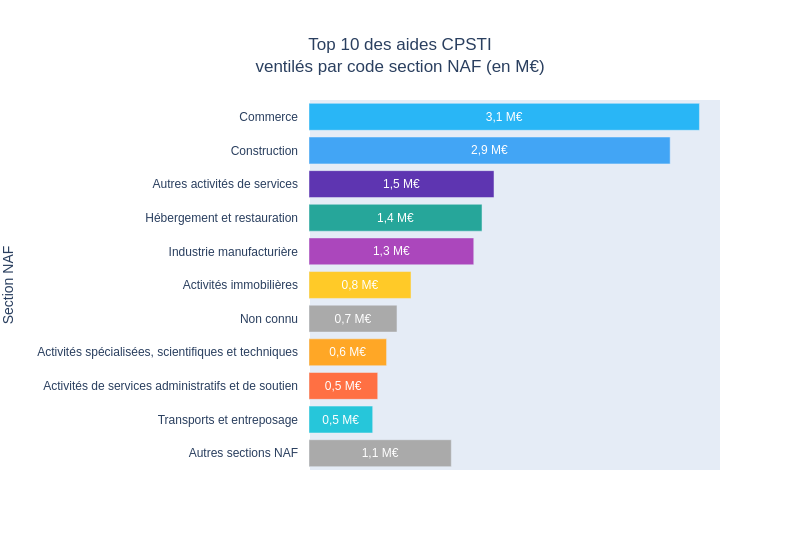 Top 10 des aides CPSTI
ventilés par code section NAF (en M€)
Section NAF
Commerce 3,1 M€
Construction 2,9 M€
Autres activités de services 1,5 M€
Hébergement et restauration 1,4 M€
Industrie manufacturière 1,3 M€
Activités immobilières 0,8 M€
Non connu 0,7 M€
Activités spécialisées, scientifiques et techniques 0,6 M€
Activités de services administratifs et de soutien 0,5 M€
Transports et entreposage 0,5 M€
Autres sections NAF 1,1 M€